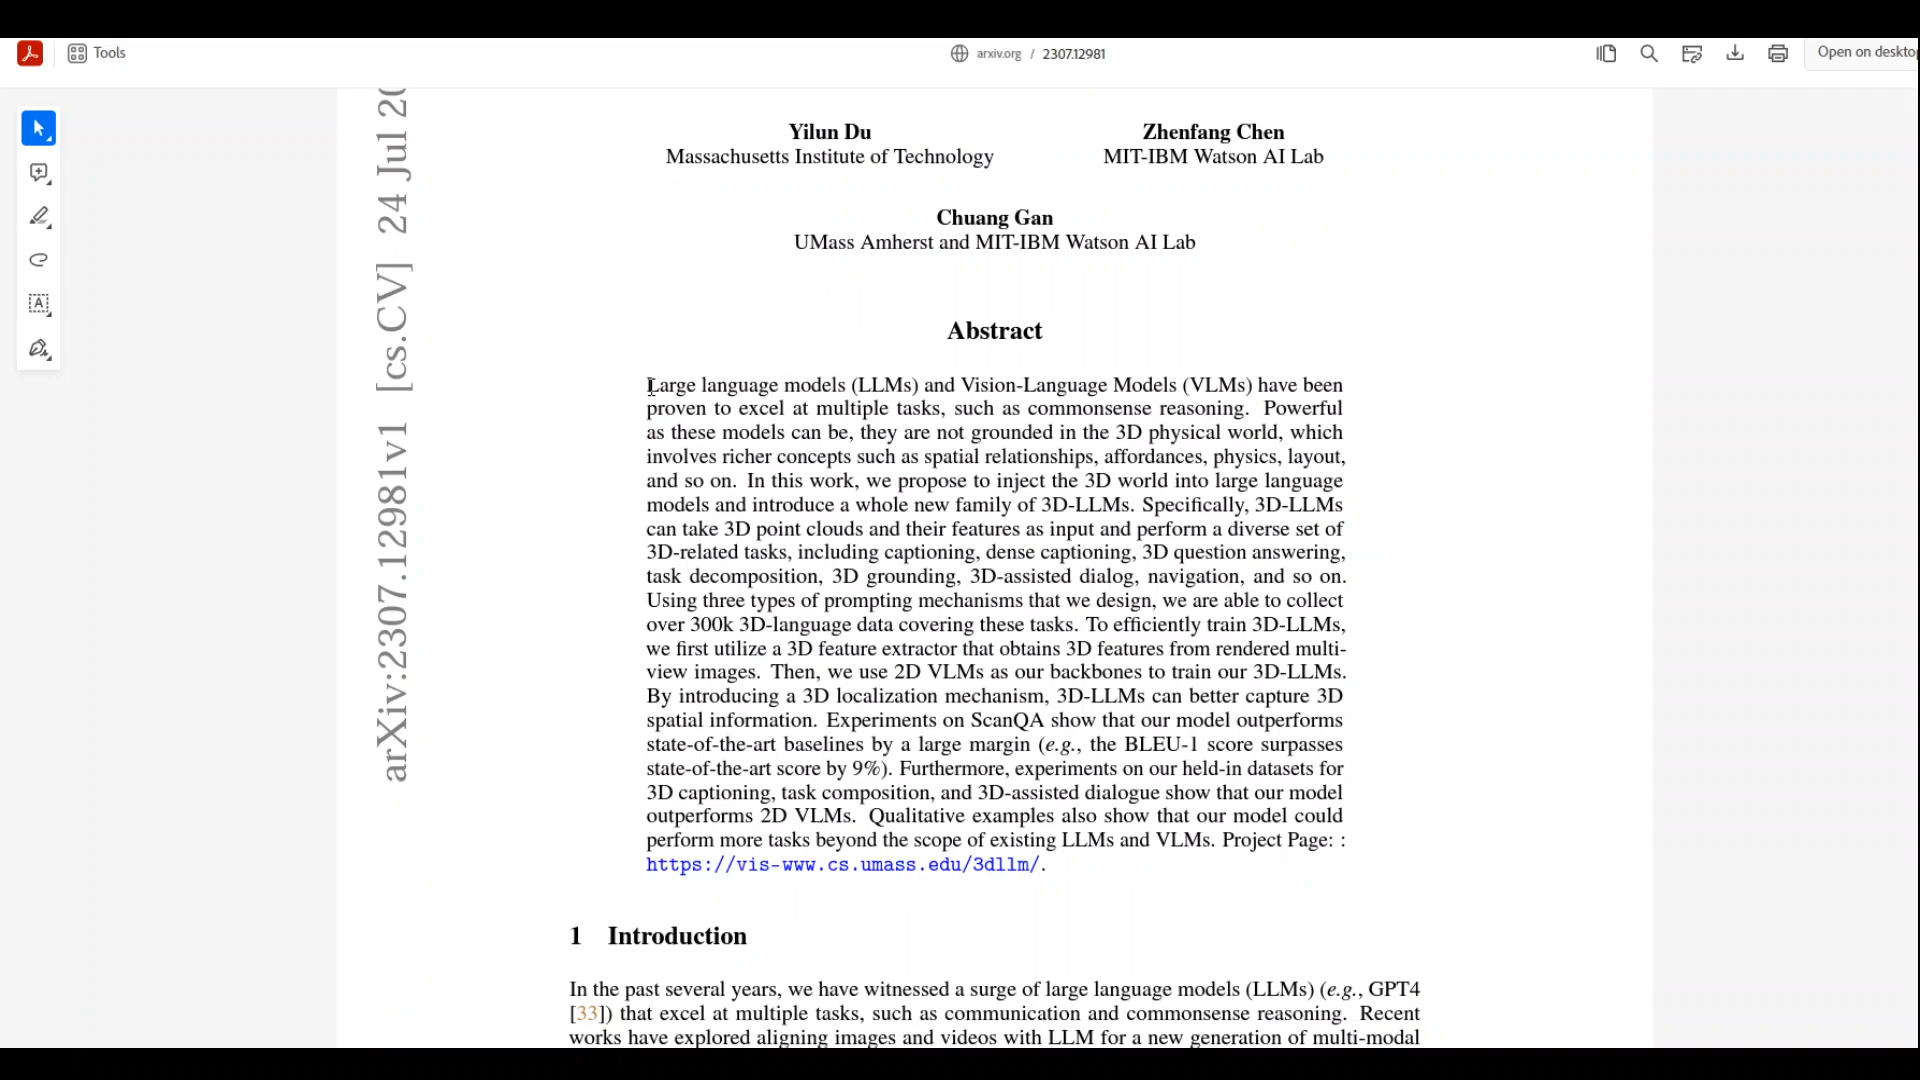 Tools
arxiv.org / 2307.12981
Open on deskto
arXiv:2307.12981v1 [cs.CV] 24 Jul 20
Yilun Du
Massachusetts Institute of Technology
Zhenfang Chen
MIT-IBM Watson AI Lab
Chuang Gan
UMass Amherst and MIT-IBM Watson AI Lab
Abstract
Large language models (LLMs) and Vision-Language Models (VLMs) have been
proven to excel at multiple tasks, such as commonsense reasoning. Powerful
as these models can be, they are not grounded in the 3D physical world, which
involves richer concepts such as spatial relationships, affordances, physics, layout,
and so on. In this work, we propose to inject the 3D world into large language
models and introduce a whole new family of 3D-LLMs. Specifically, 3D-LLMs
can take 3D point clouds and their features as input and perform a diverse set of
3D-related tasks, including captioning, dense captioning, 3D question answering,
task decomposition, 3D grounding, 3D-assisted dialog, navigation, and so on.
Using three types of prompting mechanisms that we design, we are able to collect
over 300k 3D-language data covering these tasks. To efficiently train 3D-LLMs,
we first utilize a 3D feature extractor that obtains 3D features from rendered multi-
view images. Then, we use 2D VLMs as our backbones to train our 3D-LLMs.
By introducing a 3D localization mechanism, 3D-LLMs can better capture 3D
spatial information. Experiments on ScanQA show that our model outperforms
state-of-the-art baselines by a large margin (e.g., the BLEU-1 score surpasses
state-of-the-art score by 9%). Furthermore, experiments on our held-in datasets for
3D captioning, task composition, and 3D-assisted dialogue show that our model
outperforms 2D VLMs. Qualitative examples also show that our model could
perform more tasks beyond the scope of existing LLMs and VLMs. Project Page: :
https://vis-www.cs.umass.edu/3dllm/.
1 Introduction
In the past several years, we have witnessed a surge of large language models (LLMs) (e.g., GPT4
[33]) that excel at multiple tasks, such as communication and commonsense reasoning. Recent
works have explored aligning images and videos with LLM for a new generation of multi-modal